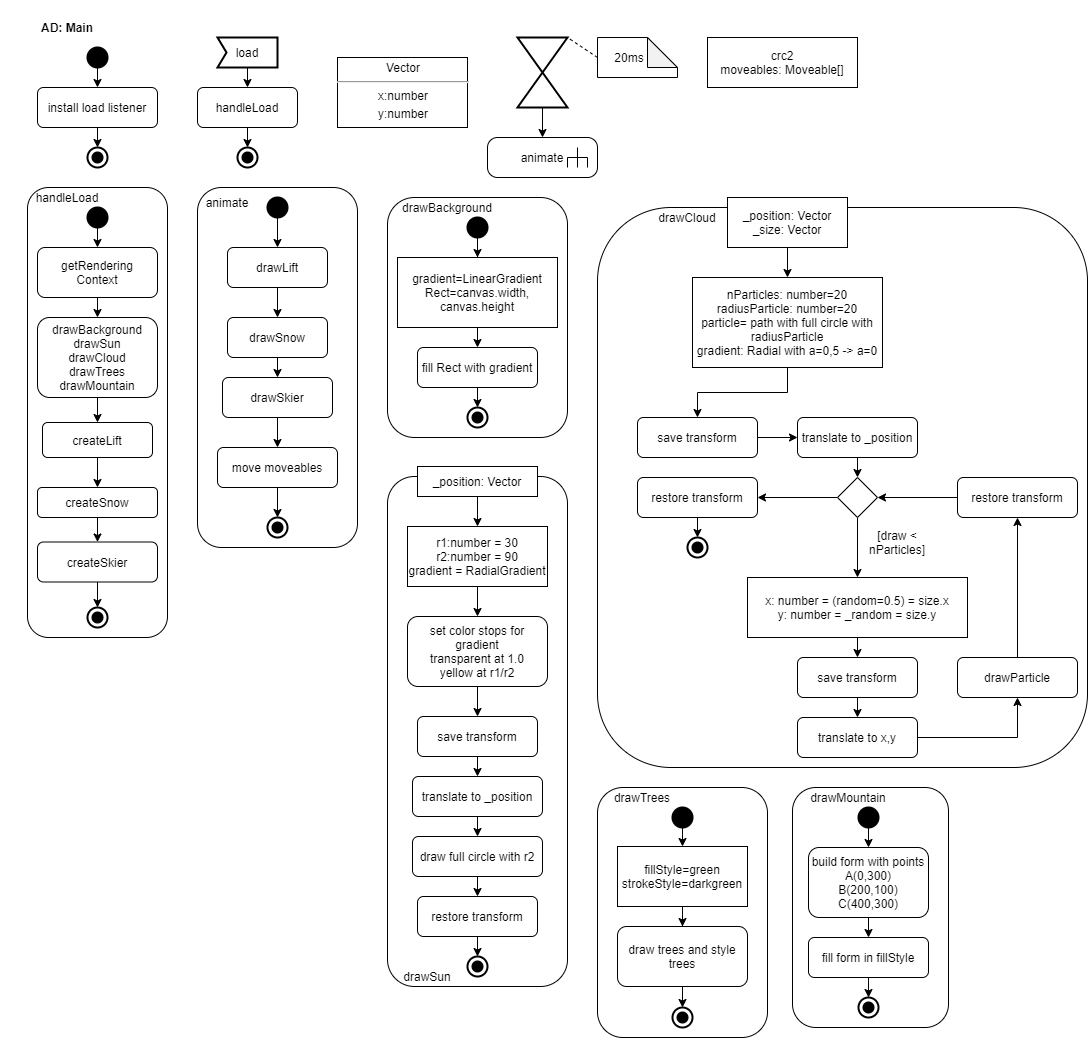 AD: Main
install load listener
load
handleLoad
Vector
x:number
y:number
20ms
animate
crc2
moveables: Moveable[]
handleLoad
getRendering
Context
drawBackground
drawSun
drawCloud
drawTrees
drawMountain
createLift
createSnow
createSkier
animate
drawLift
drawSnow
drawSkier
move moveables
drawBackground
gradient=LinearGradient
Rect=canvas.width,
canvas.height
fill Rect with gradient
_position: Vector
r1:number = 30
r2:number = 90
gradient = RadialGradient
set color stops for
gradient
transparent at 1.0
yellow at r1/r2
save transform
translate to _position
draw full circle with r2
restore transform
drawSun
drawCloud
_position: Vector
_size: Vector
nParticles: number=20
radiusParticle: number=20
particle= path with full circle with
radiusParticle
gradient: Radial with a=0,5 -> a=0
save transform
translate to _position
restore transform
restore transform
[draw <
nParticles]
x: number = (random=0.5) = size.x
y: number = _random = size.y
save transform
drawParticle
translate to x,y
drawTrees
fillStyle=green
strokeStyle=darkgreen
draw trees and style
trees
drawMountain
build form with points
A(0,300)
B(200,100)
C(400,300)
fill form in fillStyle